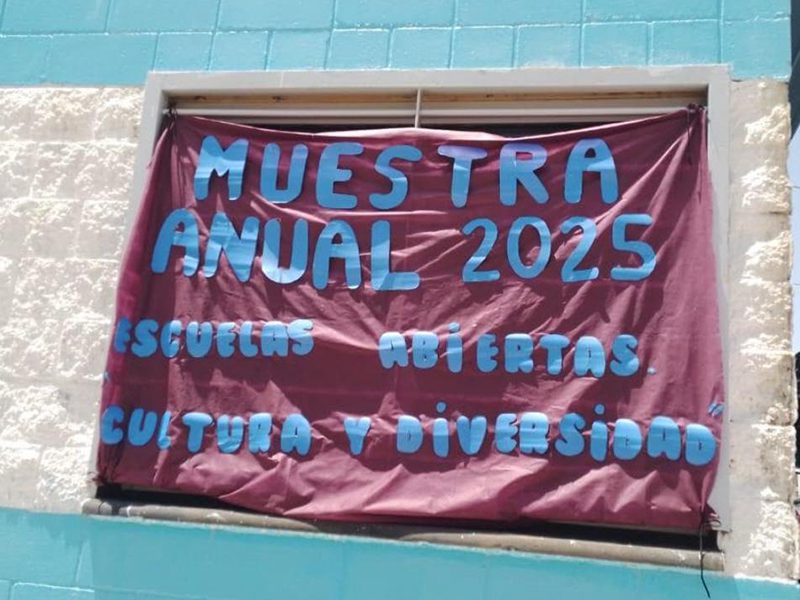 MUESTRA
ANUAL 2025
ESCUELAS ABIERTAS.
"CULTURA Y DIVERSIDAD"